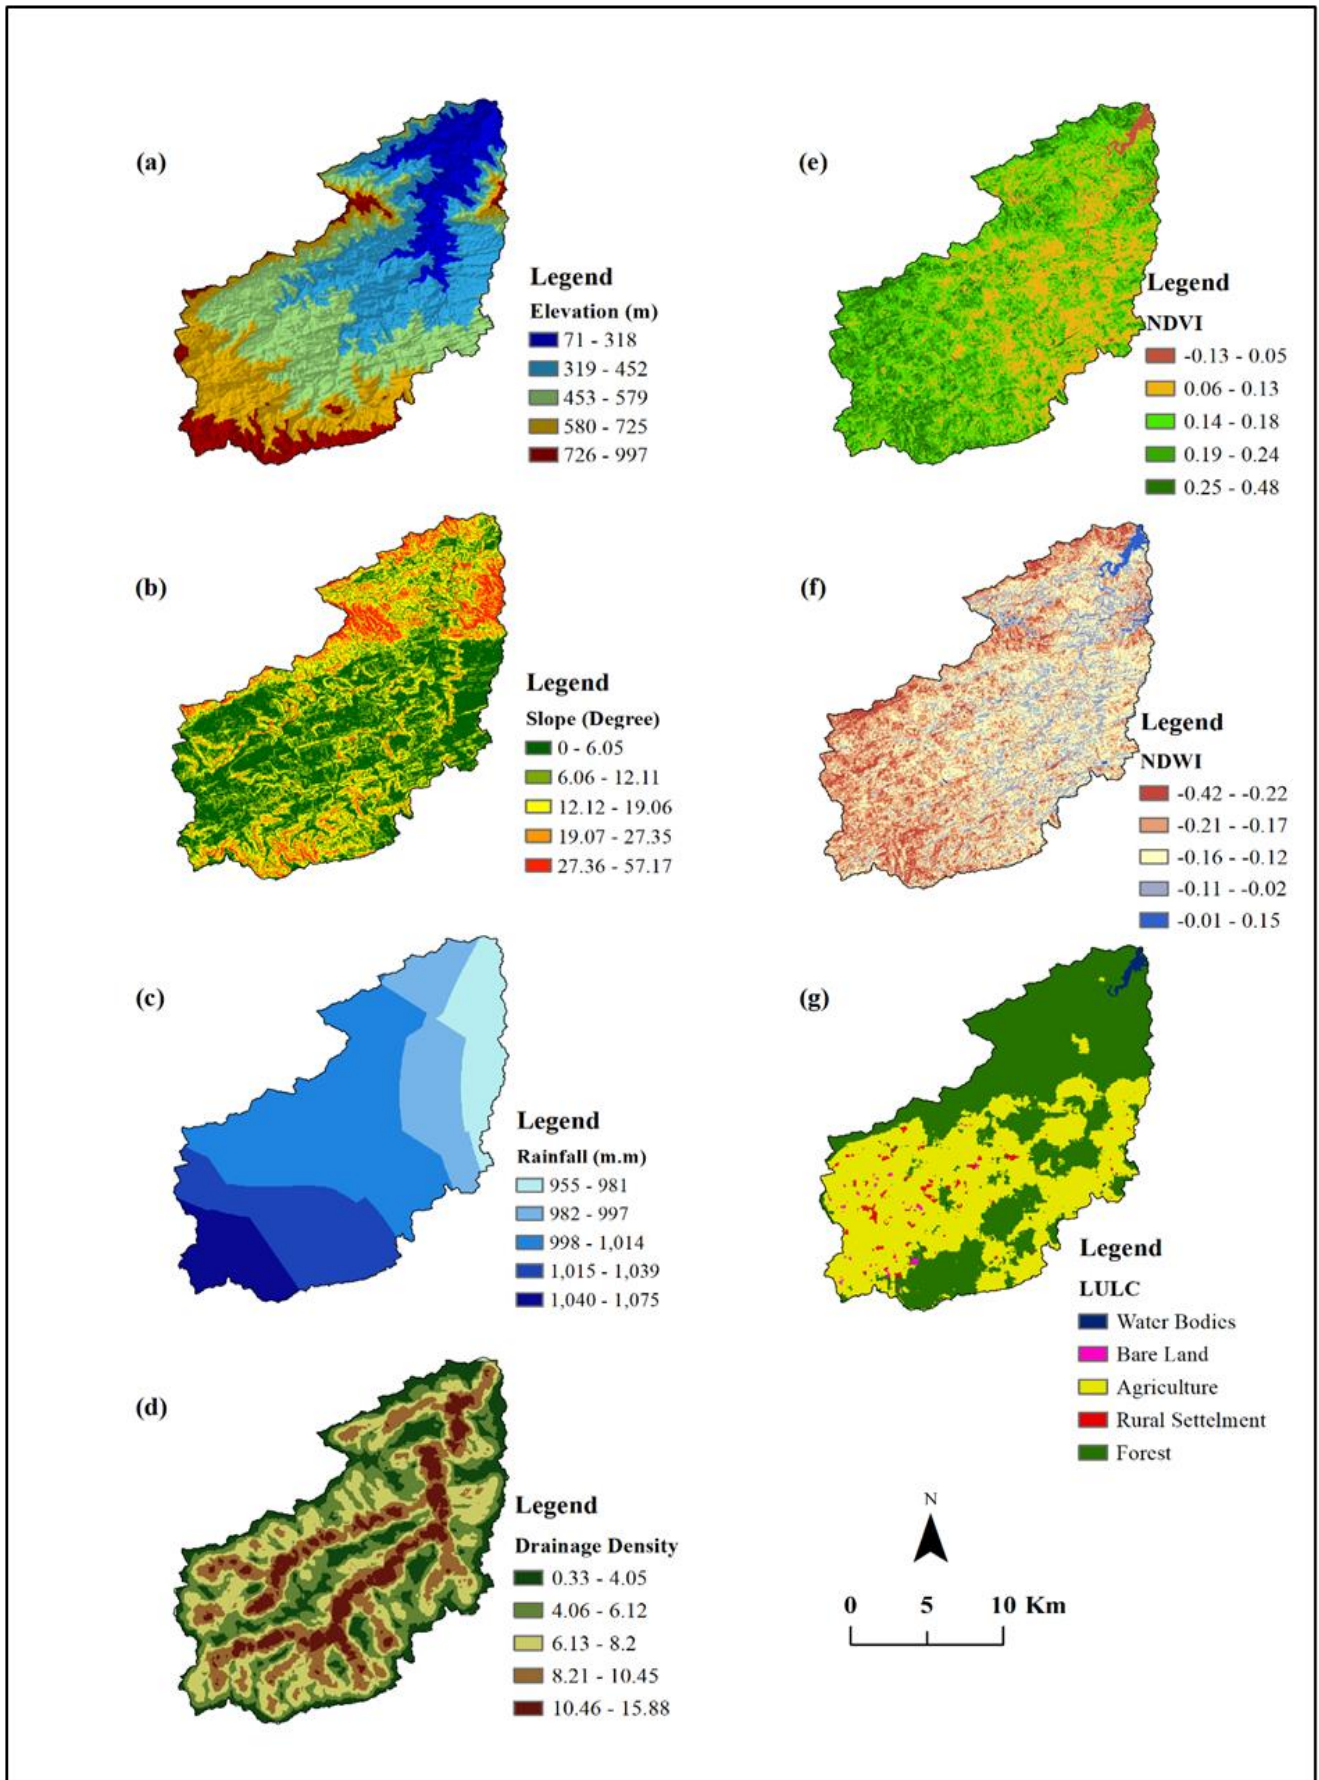 (a)
Legend
Elevation (m)
71 - 318
319 - 452
453 - 579
580 - 725
726 - 997
(b)
Legend
Slope (Degree)
0 - 6.05
6.06 - 12.11
12.12 - 19.06
19.07 - 27.35
27.36 - 57.17
(c)
Legend
Rainfall (m.m)
955 - 981
982 - 997
998 - 1,014
1,015 - 1,039
1,040 - 1,075
(d)
Legend
Drainage Density
0.33 - 4.05
4.06 - 6.12
6.13 - 8.2
8.21 - 10.45
10.46 - 15.88
(e)
Legend
NDVI
-0.13 - 0.05
0.06 - 0.13
0.14 - 0.18
0.19 - 0.24
0.25 - 0.48
(f)
Legend
NDWI
-0.42 - -0.22
-0.21 - -0.17
-0.16 - -0.12
-0.11 - -0.02
-0.01 - 0.15
(g)
Legend
LULC
Water Bodies
Bare Land
Agriculture
Rural Settelment
Forest
N
0 5 10 Km